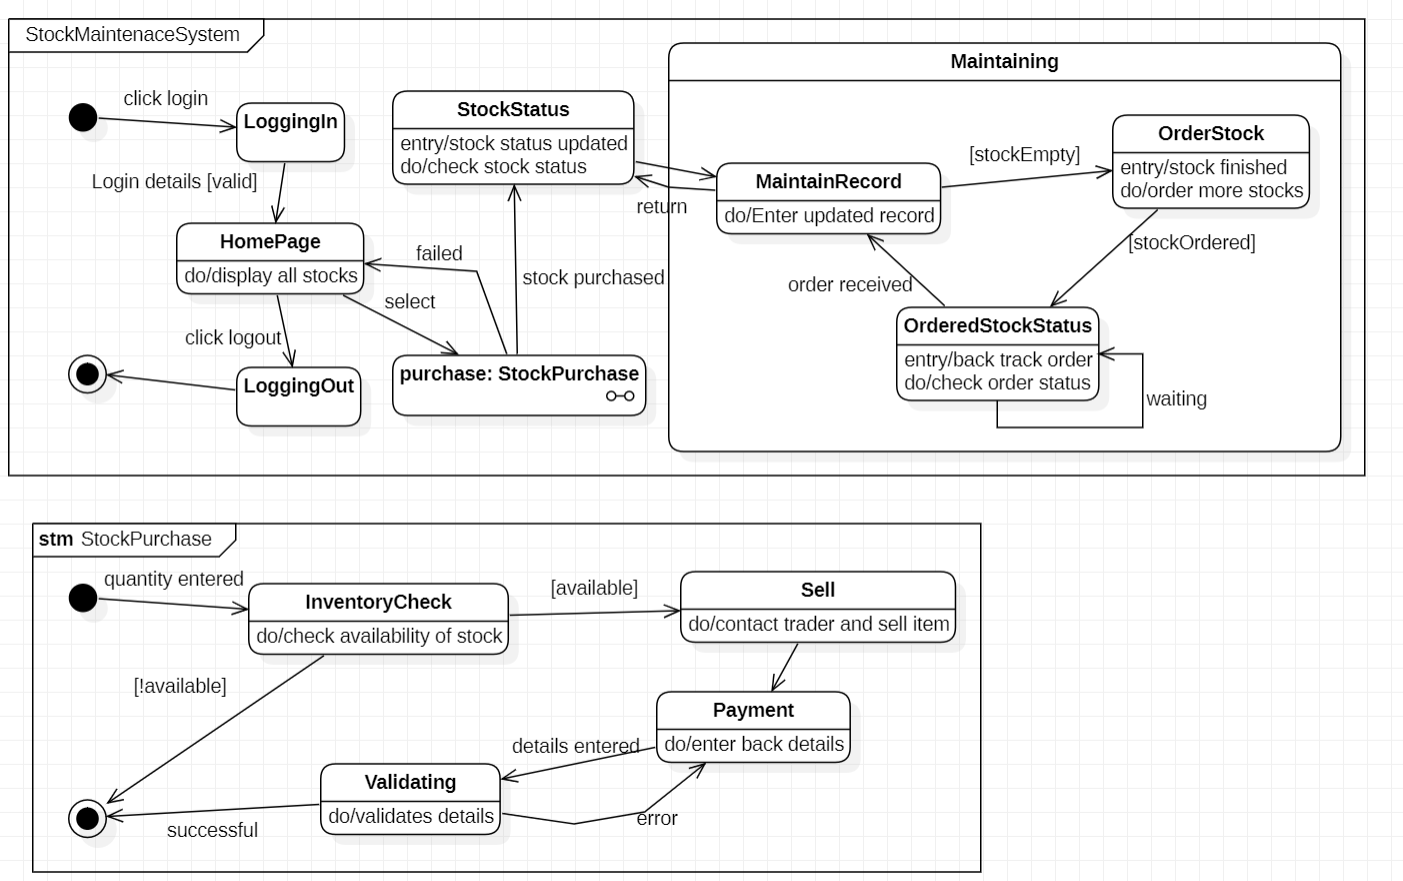 StockMaintenaceSystem
Maintaining
click login
LoggingIn
StockStatus
entry/stock status updated
do/check stock status
OrderStock
entry/stock finished
do/order more stocks
[stockEmpty]
MaintainRecord
do/Enter updated record
Login details [valid]
return
HomePage
do/display all stocks
failed
[stockOrdered]
stock purchased
order received
select
click logout
OrderedStockStatus
entry/back track order
do/check order status
purchase: StockPurchase
LoggingOut
waiting
stm StockPurchase
quantity entered
InventoryCheck
do/check availability of stock
[available]
Sell
do/contact trader and sell item
[!available]
Payment
do/enter back details
details entered
Validating
do/validates details
error
successful